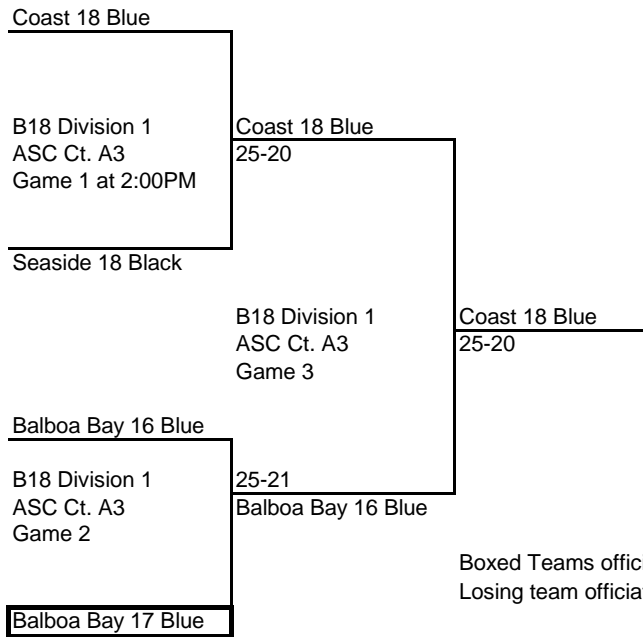 Coast 18 Blue
B18 Division 1
ASC Ct. A3
Game 1 at 2:00PM
Coast 18 Blue
25-20
Seaside 18 Black
B18 Division 1
ASC Ct. A3
Game 3
Coast 18 Blue
25-20
Balboa Bay 16 Blue
B18 Division 1
ASC Ct. A3
Game 2
25-21
Balboa Bay 16 Blue
Boxed Teams
Losing team
Balboa Bay 17 Blue